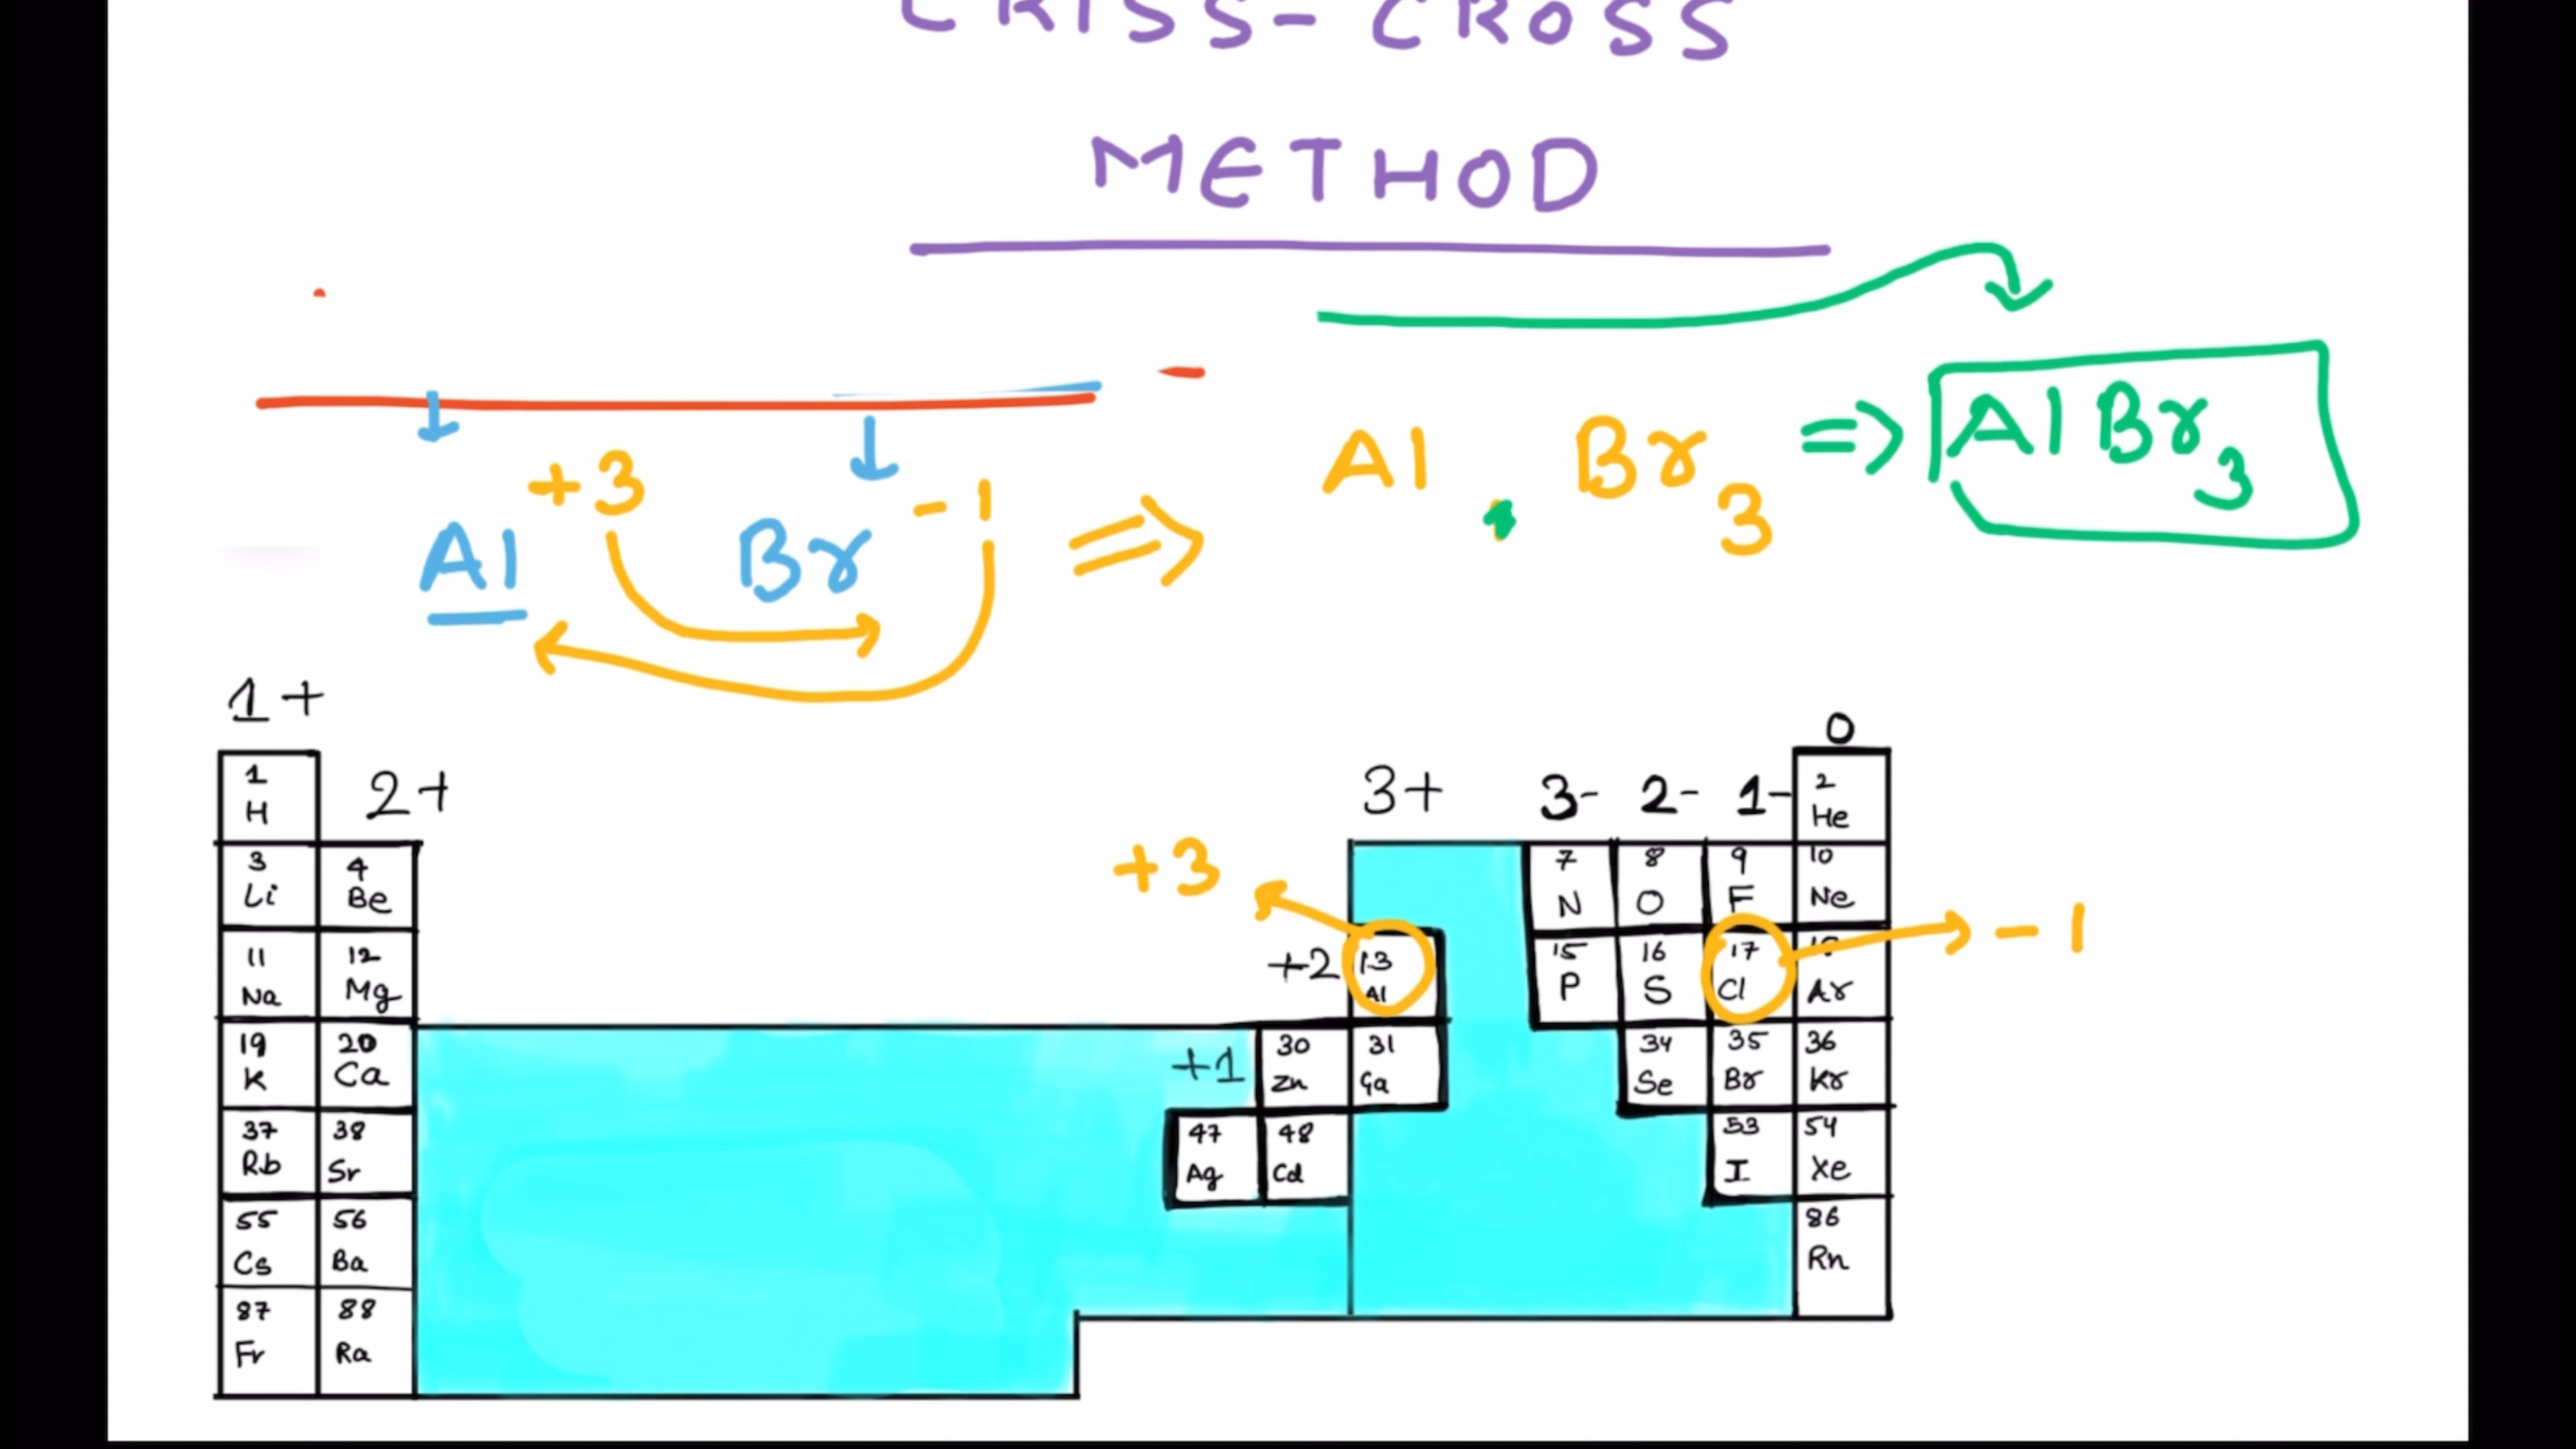 CRISS-CROSS
METHOD
Al +3 Br -1 ⇒ Al Br3 ⇒ AlBr3
1+ 2+ 3+ 3- 2- 1- 0
1 H 2 He
+3
3 Li 4 Be 7 N 8 O 9 F 10 Ne
11 Na 12 Mg +2 13 Al 15 P 16 S 17 Cl 18 Ar -1
19 K 20 Ca +1 30 Zn 31 Ga 34 Se 35 Br 36 Kr
37 Rb 38 Sr 47 Ag 48 Cd 53 I 54 Xe
55 Cs 56 Ba 86 Rn
87 Fr 88 Ra